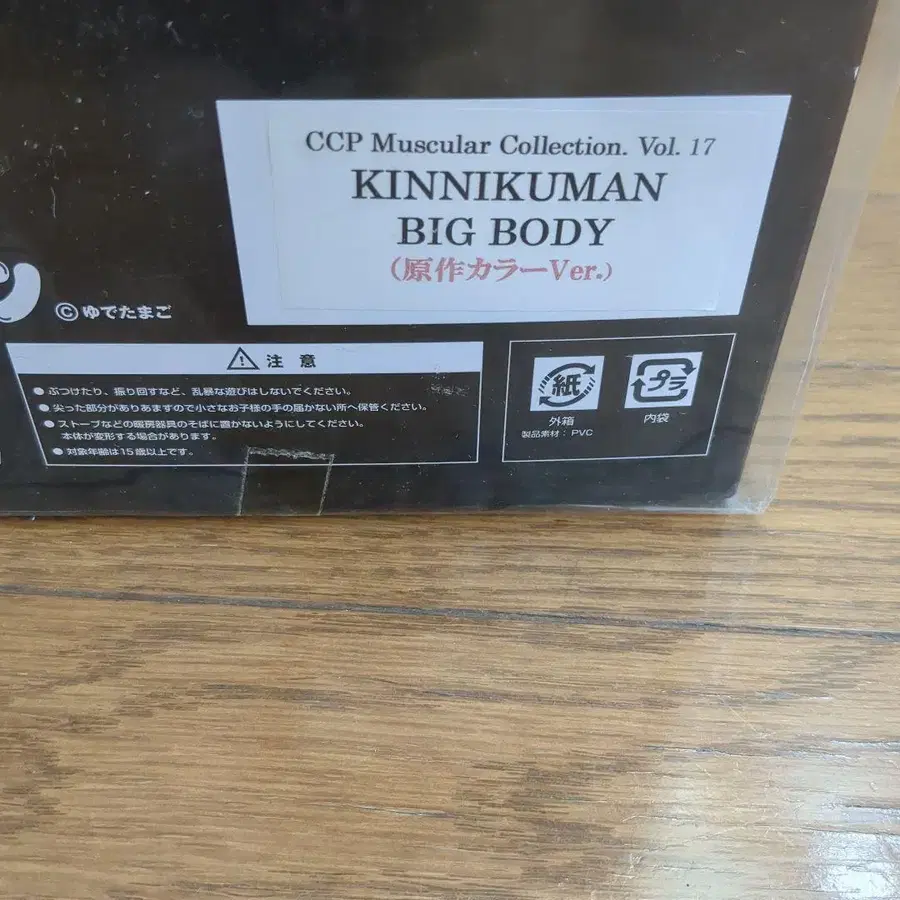 CCP Muscular Collection. Vol. 17
KINNIKUMAN
BIG BODY
(原作カラーVer.)
©ゆでたまご
注意
●ぶつけたり、振り回すなど、乱暴な遊びはしないでください。
●尖った部分がありあますので小さなお子様の手の届かない所へ保管ください。
●ストーブなどの暖房器具のそばに置かないようにしてください。
本体が変形する場合があります。
●対象年齢は15歳以上です。
紙
プラ
外箱
内袋
製品素材：PVC